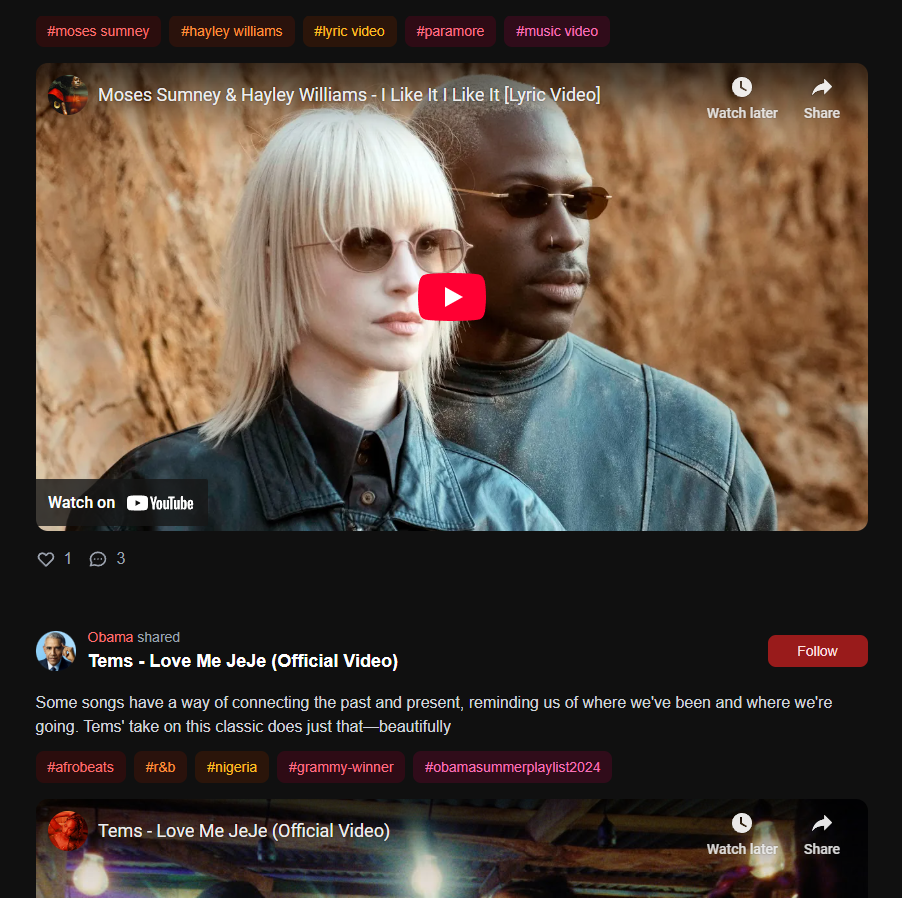 #moses sumney #hayley williams #lyric video #paramore #music video
Moses Sumney & Hayley Williams - I Like It I Like It [Lyric Video]
Watch later Share
Watch on YouTube
1 3
Obama shared
Tems - Love Me JeJe (Official Video)
Follow
Some songs have a way of connecting the past and present, reminding us of where we've been and where we're
going. Tems' take on this classic does just that—beautifully
#afrobeats #r&b #nigeria #grammy-winner #obamasummerplaylist2024
Tems - Love Me JeJe (Official Video)
Watch later Share